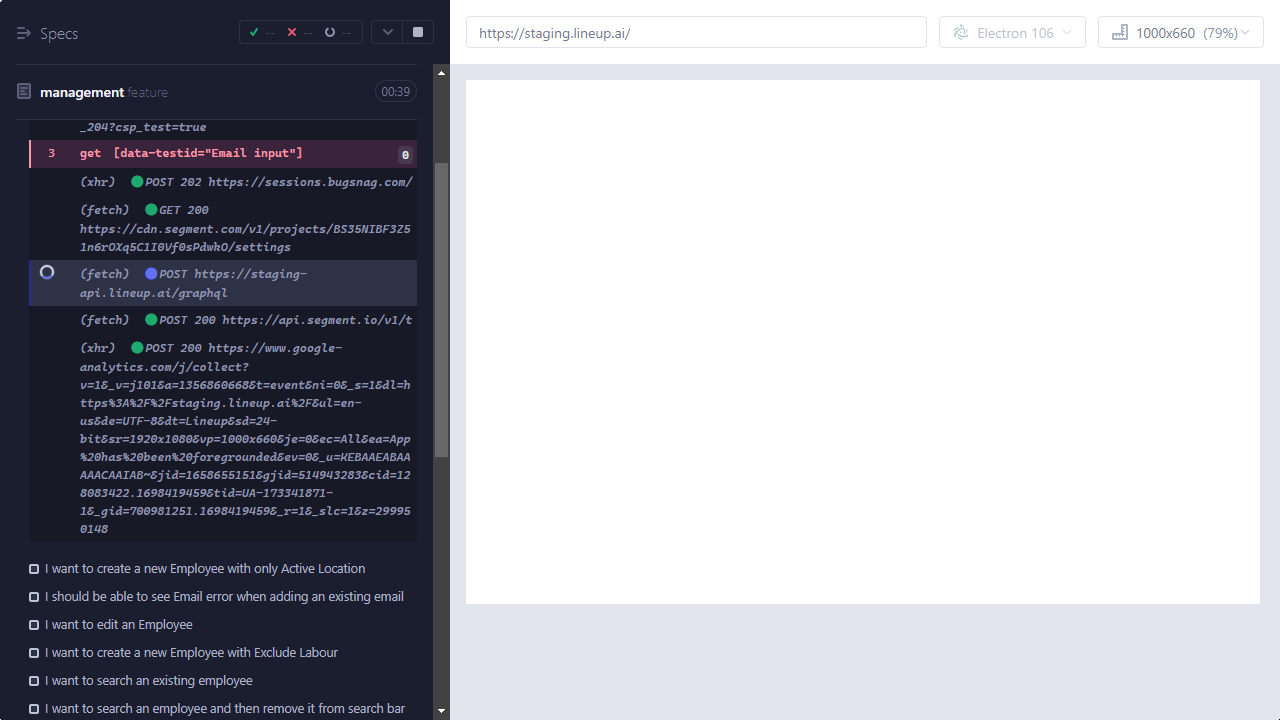 Specs
-- -- --
https://staging.lineup.ai/
Electron 106
1000x660 (79%)
management.feature
00:39
_204?csp_test=true
3 get [data-testid="Email input"] 0
(xhr) POST 202 https://sessions.bugsnag.com/
(fetch) GET 200
https://cdn.segment.com/v1/projects/BS35NIBF3Z5
1n6rOXq5C1I0Vf0sPdwkO/settings
(fetch) POST https://staging-
api.lineup.ai/graphql
(fetch) POST 200 https://api.segment.io/v1/t
(xhr) POST 200 https://www.google-
analytics.com/j/collect?
v=1&_v=j101&a=1356860668&t=event&ni=0&_s=1&dl=h
ttps%3A%2F%2Fstaging.lineup.ai%2F&ul=en-
us&de=UTF-8&dt=Lineup&sd=24-
bit&sr=1920x1080&vp=1000x660&je=0&ec=All&ea=App
%20has%20been%20foregrounded&ev=0&_u=KEBAAEABAA
AAACAAIAB~&jid=1658655151&gjid=514943283&cid=12
8083422.1698419459&tid=UA-173341871-
1&_gid=700981251.1698419459&_r=1&_slc=1&z=29995
0148
I want to create a new Employee with only Active Location
I should be able to see Email error when adding an existing email
I want to edit an Employee
I want to create a new Employee with Exclude Labour
I want to search an existing employee
I want to search an employee and then remove it from search bar